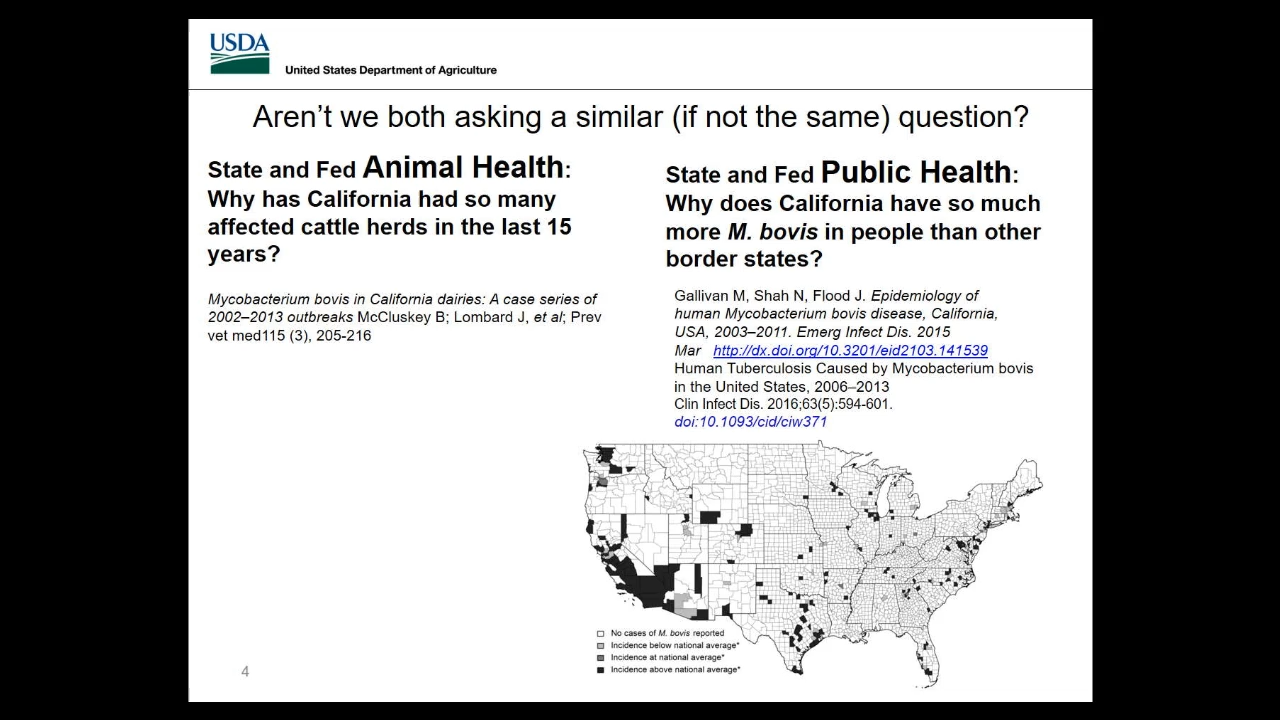 USDA
United States Department of Agriculture
Aren't we both asking a similar (if not the same) question?
State and Fed Animal Health:
Why has California had so many
affected cattle herds in the last 15
years?
Mycobacterium bovis in California dairies: A case series of
2002–2013 outbreaks McCluskey B; Lombard J, et al; Prev
vet med115 (3), 205-216
State and Fed Public Health:
Why does California have so much
more M. bovis in people than other
border states?
Gallivan M, Shah N, Flood J. Epidemiology of
human Mycobacterium bovis disease, California,
USA, 2003–2011. Emerg Infect Dis. 2015
Mar http://dx.doi.org/10.3201/eid2103.141539
Human Tuberculosis Caused by Mycobacterium bovis
in the United States, 2006–2013
Clin Infect Dis. 2016;63(5):594-601.
doi:10.1093/cid/ciw371
No cases of M. bovis reported
Incidence below national average*
Incidence at national average*
Incidence above national average*
4